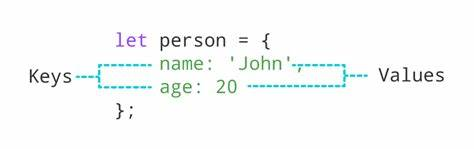 let person = {
name: 'John',
Keys
Values
age: 20
};